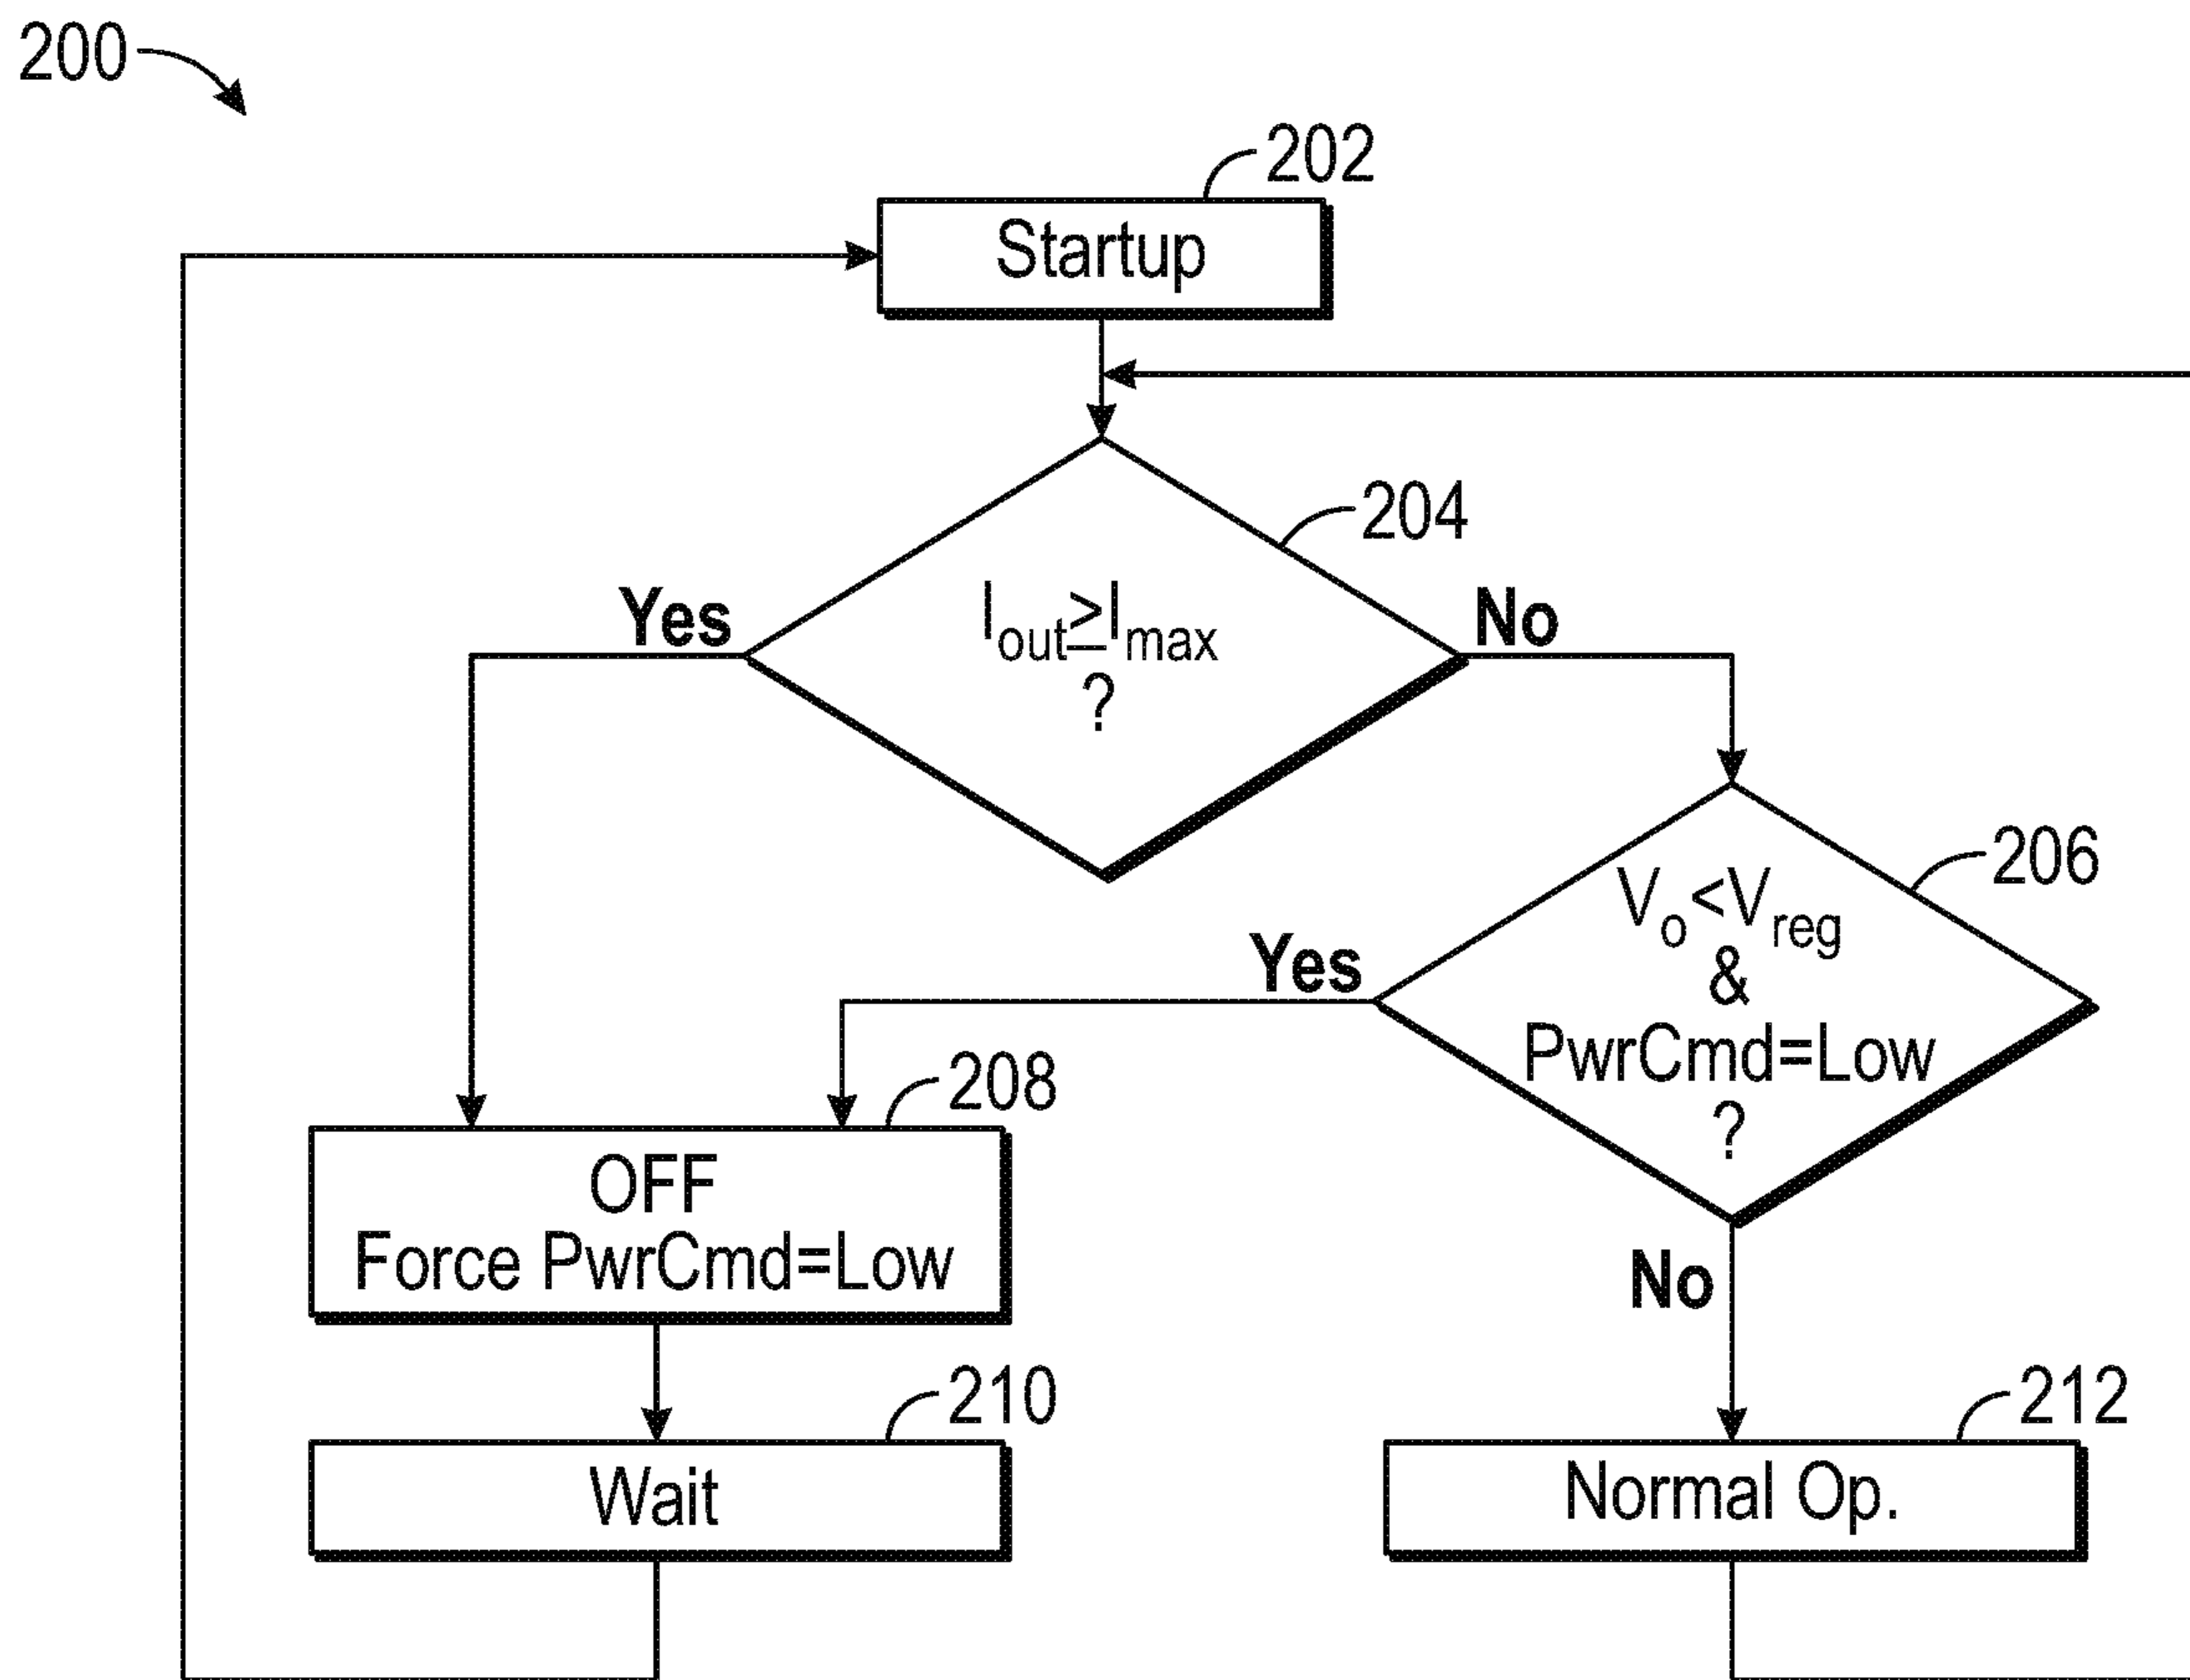 200
202
Startup
204
Iout≥Imax
?
Yes
No
206
Vo<Vreg
&
PwrCmd=Low
?
Yes
No
208
OFF
Force PwrCmd=Low
210
Wait
212
Normal Op.